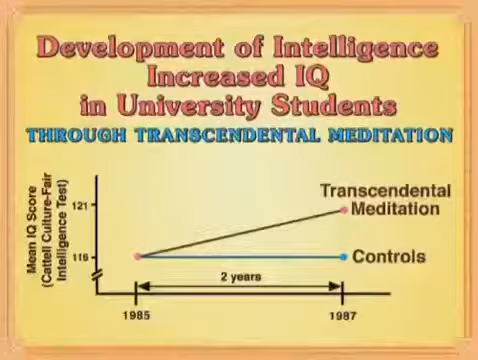 Development of Intelligence
Increased IQ
in University Students
THROUGH TRANSCENDENTAL MEDITATION
Mean IQ Score
(Cattell Culture-Fair
Intelligence Test)
121
116
Transcendental
Meditation
Controls
2 years
1985
1987